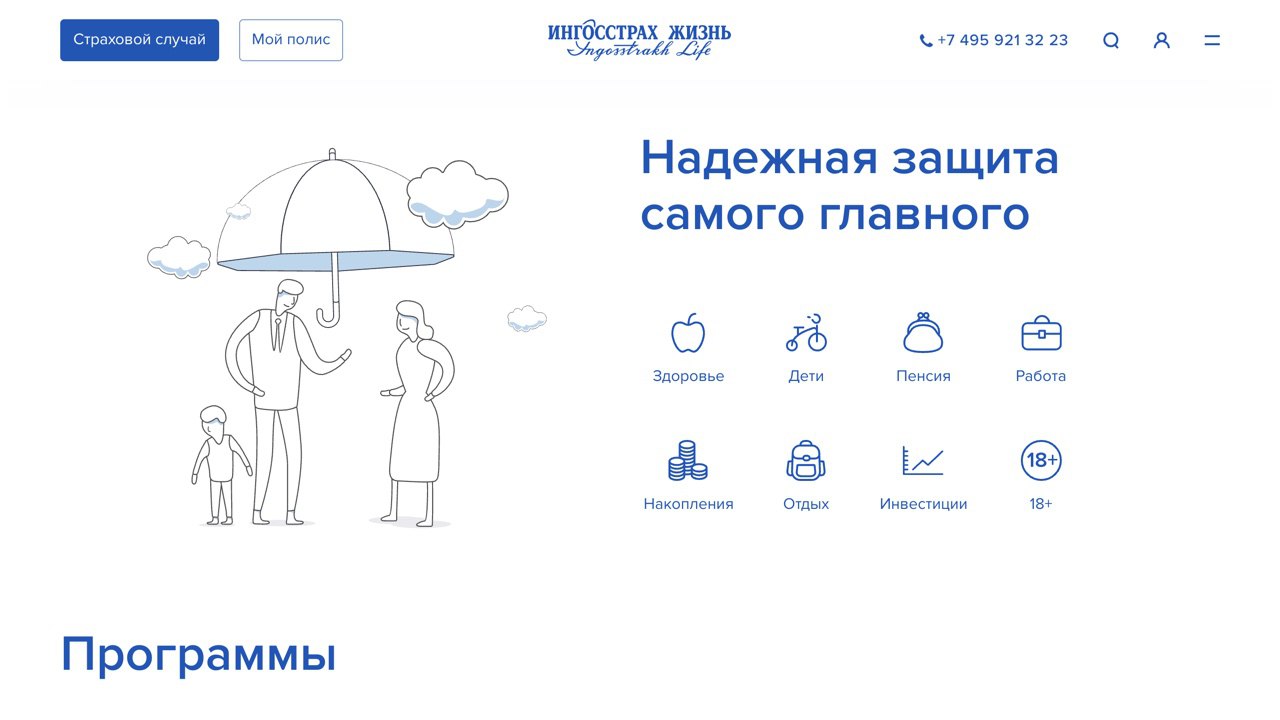 Страховой случай
Мой полис
ИНГОССТРАХ ЖИЗНЬ
Ingosstrakh Life
+7 495 921 32 23
Надежная защита
самого главного
Здоровье
Дети
Пенсия
Работа
18+
Накопления
Отдых
Инвестиции
18+
Программы